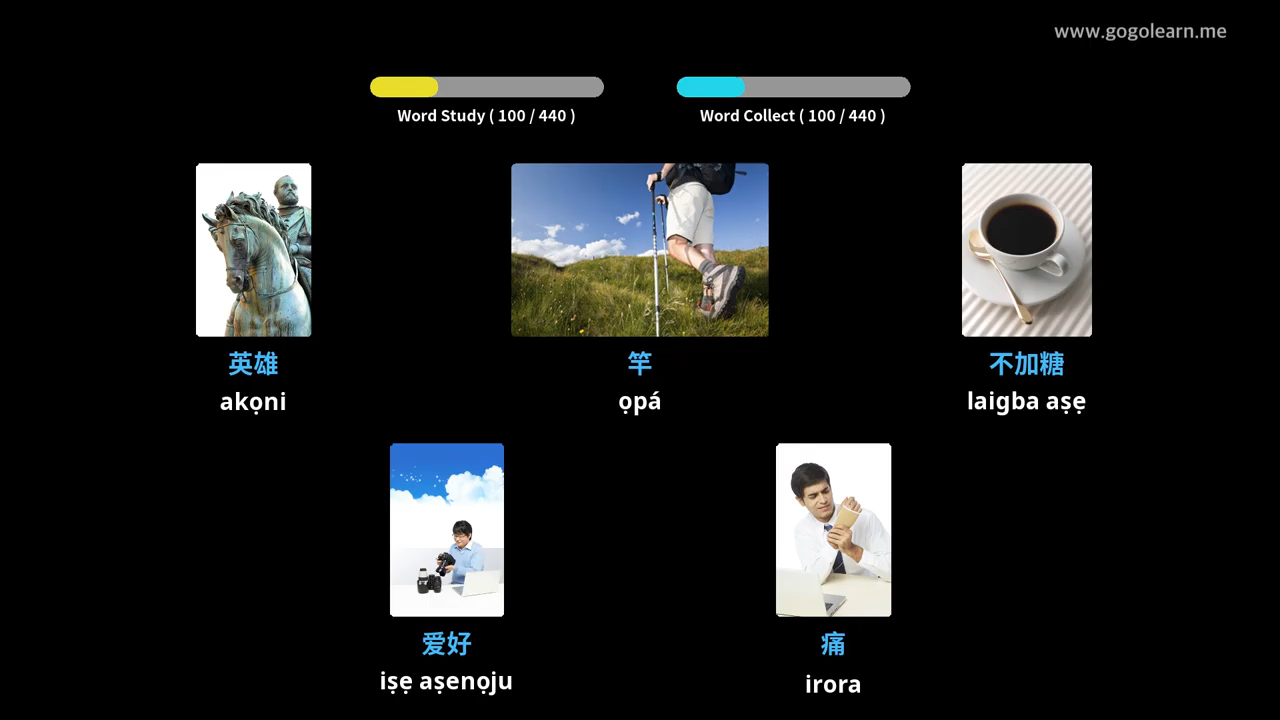 www.gogolearn.me
Word Study ( 100 / 440 )
Word Collect ( 100 / 440 )
英雄
akọni
竿
ọpá
不加糖
laigba aṣẹ
爱好
iṣẹ aṣenọju
痛
irora